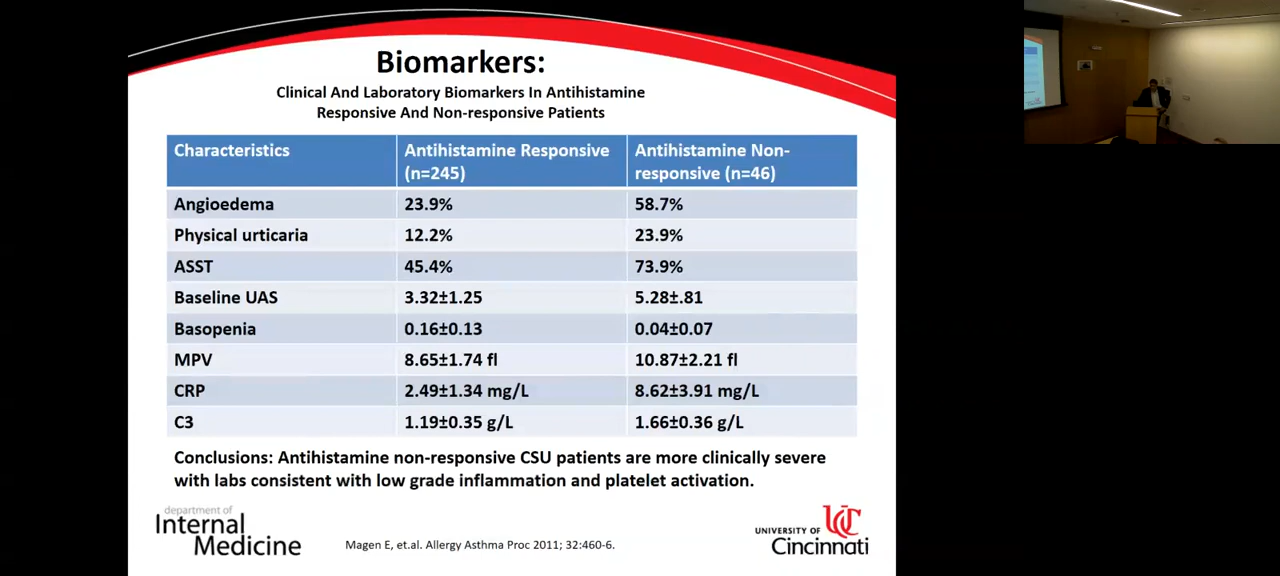 Biomarkers:
Clinical And Laboratory Biomarkers In Antihistamine
Responsive And Non-responsive Patients
Characteristics
Antihistamine Responsive
(n=245)
Antihistamine Non-
responsive (n=46)
Angioedema 23.9% 58.7%
Physical urticaria 12.2% 23.9%
ASST 45.4% 73.9%
Baseline UAS 3.32±1.25 5.28±.81
Basopenia 0.16±0.13 0.04±0.07
MPV 8.65±1.74 fl 10.87±2.21 fl
CRP 2.49±1.34 mg/L 8.62±3.91 mg/L
C3 1.19±0.35 g/L 1.66±0.36 g/L
Conclusions: Antihistamine non-responsive CSU patients are more clinically severe
with labs consistent with low grade inflammation and platelet activation.
department of
Internal
Medicine
Magen E, et.al. Allergy Asthma Proc 2011; 32:460-6.
UC
UNIVERSITY OF
Cincinnati